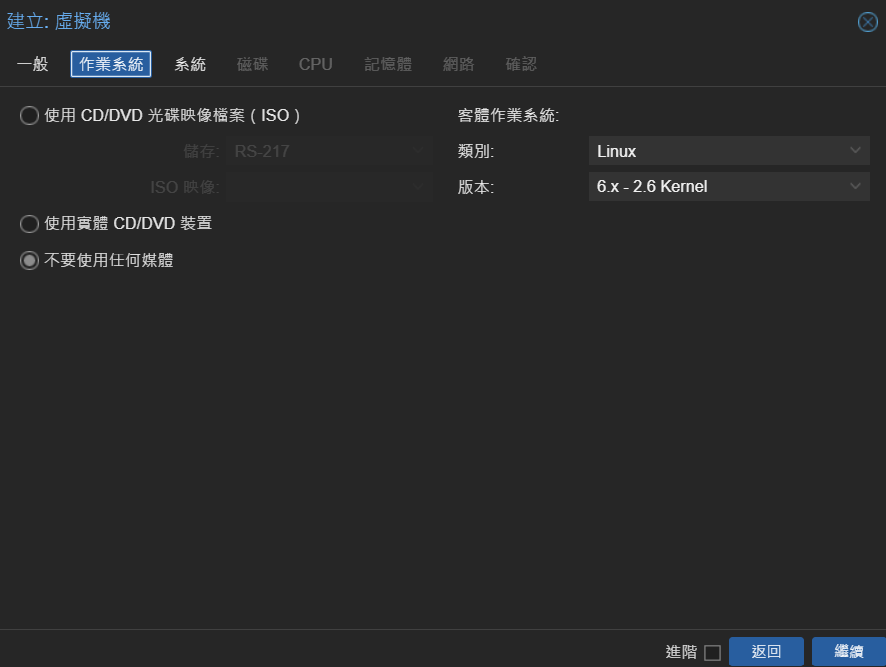 建立: 虛擬機
一般 作業系統 系統 磁碟 CPU 記憶體 網路 確認
使用 CD/DVD 光碟映像檔案 ( ISO )
儲存: RS-217
ISO 映像:
使用實體 CD/DVD 裝置
不要使用任何媒體
客體作業系統:
類別: Linux
版本: 6.x - 2.6 Kernel
進階 返回 繼續